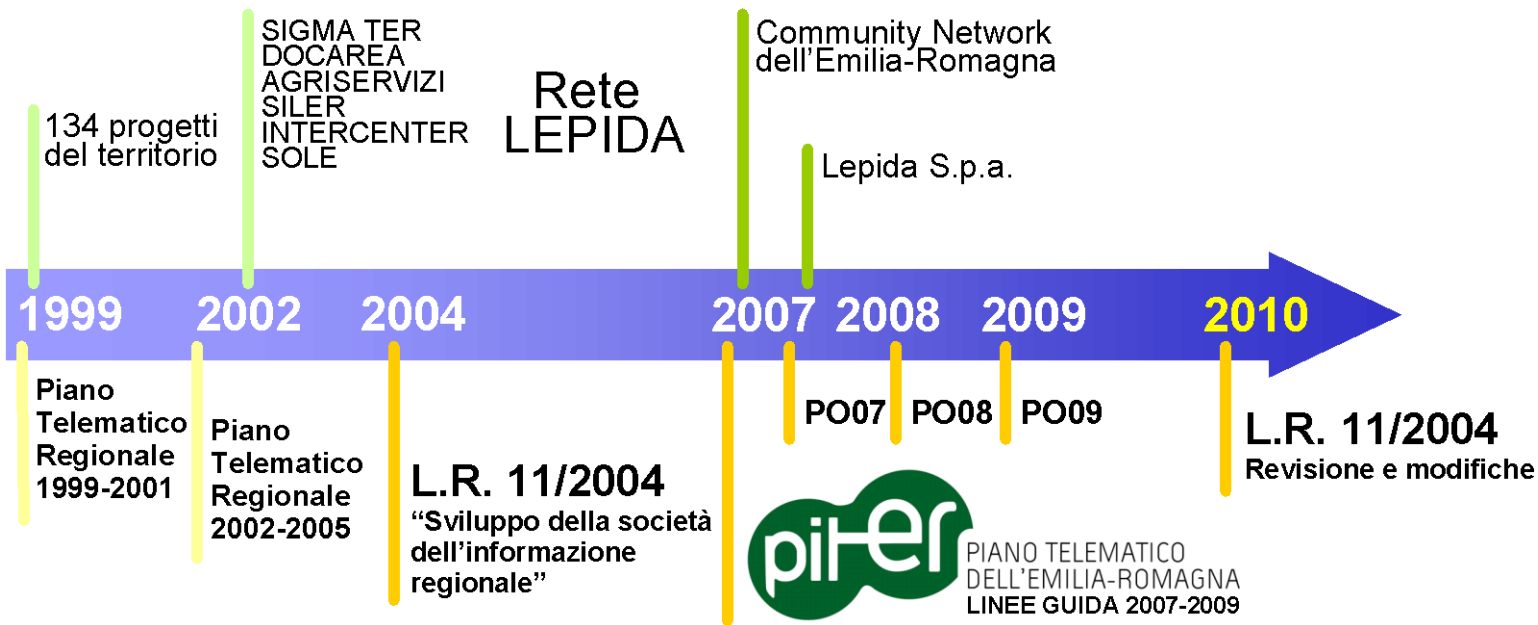 134 progetti
del territorio
SIGMA TER
DOCAREA
AGRISERVIZI
SILER
INTERCENTER
SOLE
Rete
LEPIDA
Community Network
dell'Emilia-Romagna
Lepida S.p.a.
1999 2002 2004 2007 2008 2009 2010
Piano
Telematico
Regionale
1999-2001
Piano
Telematico
Regionale
2002-2005
L.R. 11/2004
“Sviluppo della società
dell'informazione
regionale”
PO07
PO08
PO09
piter
PIANO TELEMATICO
DELL'EMILIA-ROMAGNA
LINEE GUIDA 2007-2009
L.R. 11/2004
Revisione e modifiche